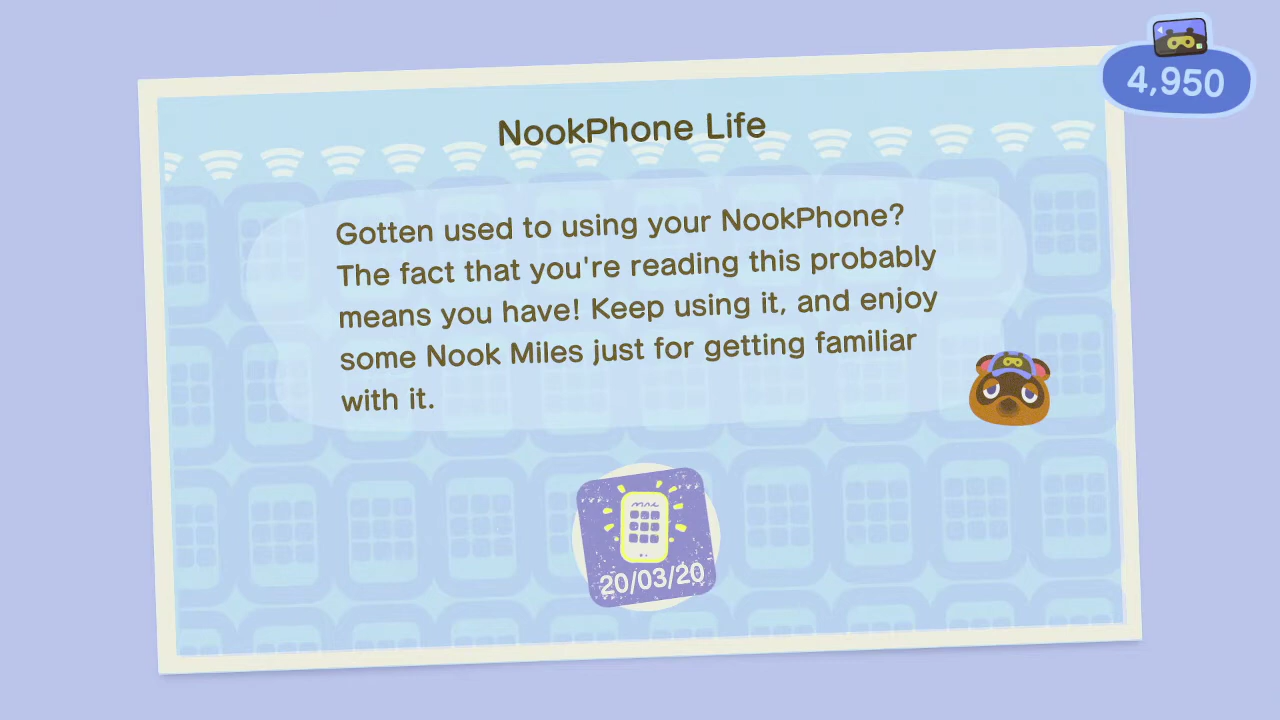 4,950
NookPhone Life
Gotten used to using your NookPhone?
The fact that you're reading this probably
means you have! Keep using it, and enjoy
some Nook Miles just for getting familiar
with it.
20/03/20